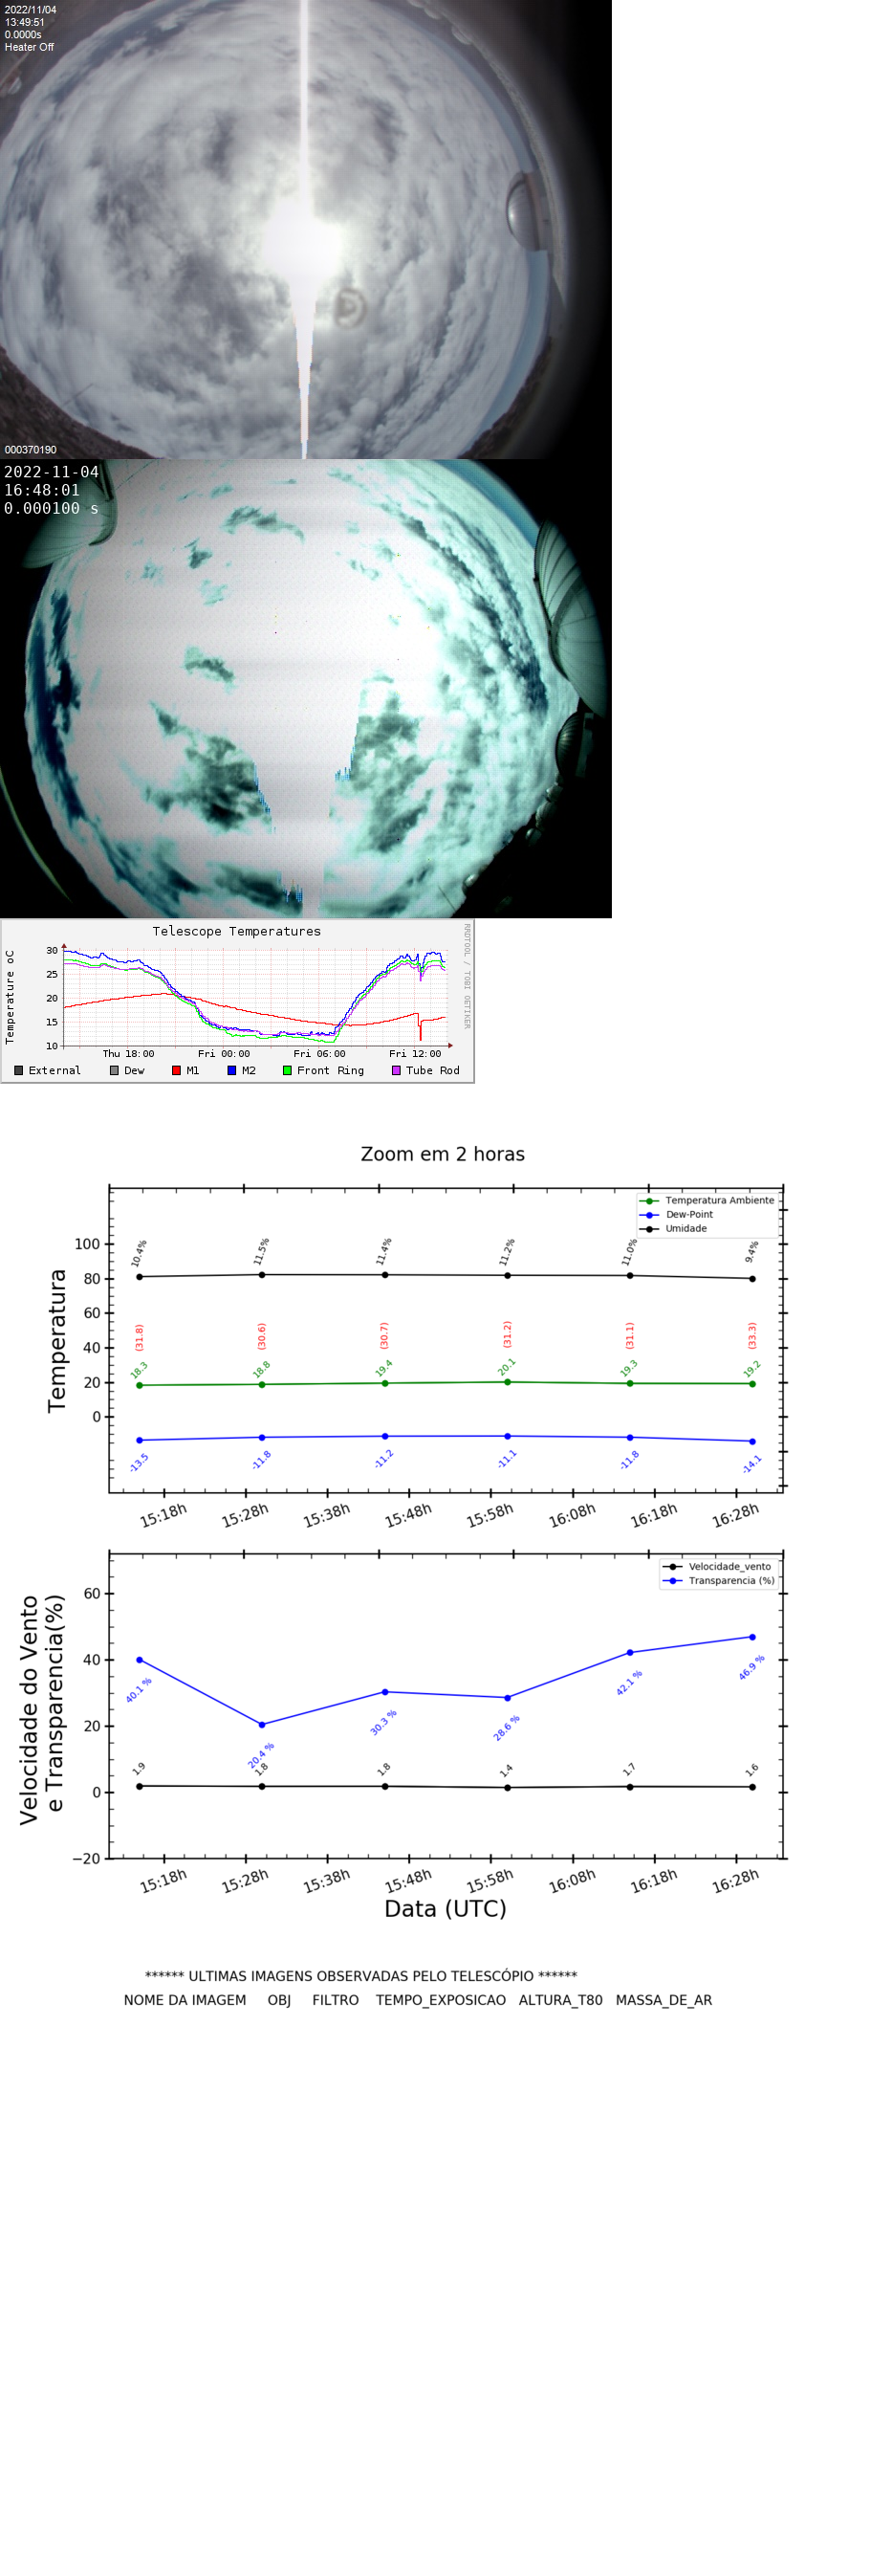 2022/11/04
13:49:51
0.0000s
Heater Off
000370190
2022-11-04
16:48:01
0.000100 s
Telescope Temperatures
RRDTOOL / TOBI OETIKER
Temperature oC
30
25
20
15
10
Thu 18:00 Fri 00:00 Fri 06:00 Fri 12:00
External Dew M1 M2 Front Ring Tube Rod
Zoom em 2 horas
Temperatura Ambiente
Dew-Point
Umidade
Temperatura
100
80
60
40
20
0
10.4% 11.5% 11.4% 11.2% 11.0% 9.4%
(31.8) (30.6) (30.7) (31.2) (31.1) (33.3)
18.3 18.8 19.4 20.1 19.3 19.2
-13.5 -11.8 -11.2 -11.1 -11.8 -14.1
15:18h 15:28h 15:38h 15:48h 15:58h 16:08h 16:18h 16:28h
Velocidade_vento
Transparencia (%)
Velocidade do Vento
e Transparencia(%)
60
40
20
0
−20
40.1 % 20.4 % 30.3 % 28.6 % 42.1 % 46.9 %
1.9 1.8 1.8 1.4 1.7 1.6
15:18h 15:28h 15:38h 15:48h 15:58h 16:08h 16:18h 16:28h
Data (UTC)
****** ULTIMAS IMAGENS OBSERVADAS PELO TELESCÓPIO ******
NOME DA IMAGEM OBJ FILTRO TEMPO_EXPOSICAO ALTURA_T80 MASSA_DE_AR